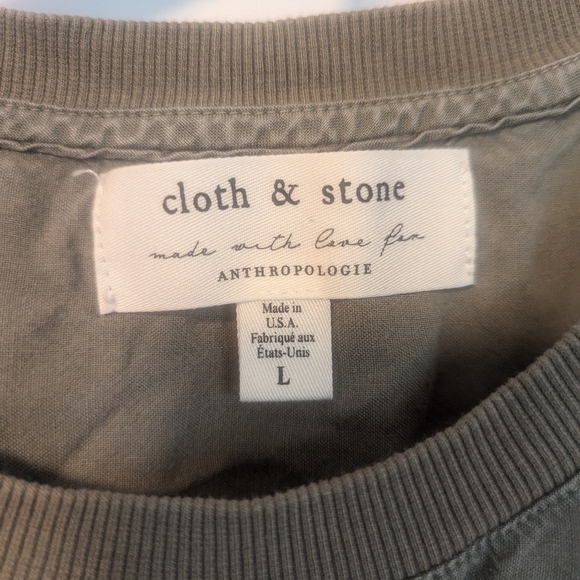 cloth & stone
made with love for
ANTHROPOLOGIE
Made in
U.S.A.
Fabriqué aux
États-Unis
L